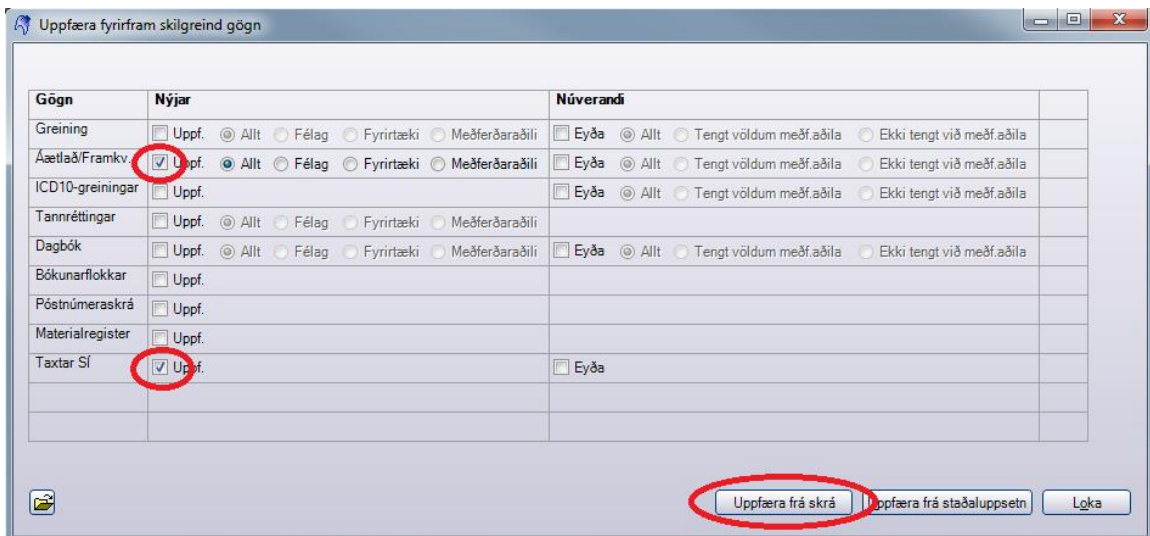 Uppfæra fyrirfram skilgreind gögn
Gögn Nýjar Núverandi
Greining Uppf. Allt Félag Fyrirtæki Meðferðaraðili Eyða Allt Tengt völdum meðf.aðila Ekki tengt við meðf.aðila
Áætlað/Framkv. Uppf. Allt Félag Fyrirtæki Meðferðaraðili Eyða Allt Tengt völdum meðf.aðila Ekki tengt við meðf.aðila
ICD10-greiningar Uppf. Eyða Allt Tengt völdum meðf.aðila Ekki tengt við meðf.aðila
Tannréttingar Uppf. Allt Félag Fyrirtæki Meðferðaraðili
Dagbók Uppf. Allt Félag Fyrirtæki Meðferðaraðili Eyða Allt Tengt völdum meðf.aðila Ekki tengt við meðf.aðila
Bókunarflokkar Uppf.
Póstnúmeraskrá Uppf.
Materialregister Uppf.
Taxtar SÍ Uppf. Eyða
Uppfæra frá skrá Uppfæra frá staðaluppsetn Loka